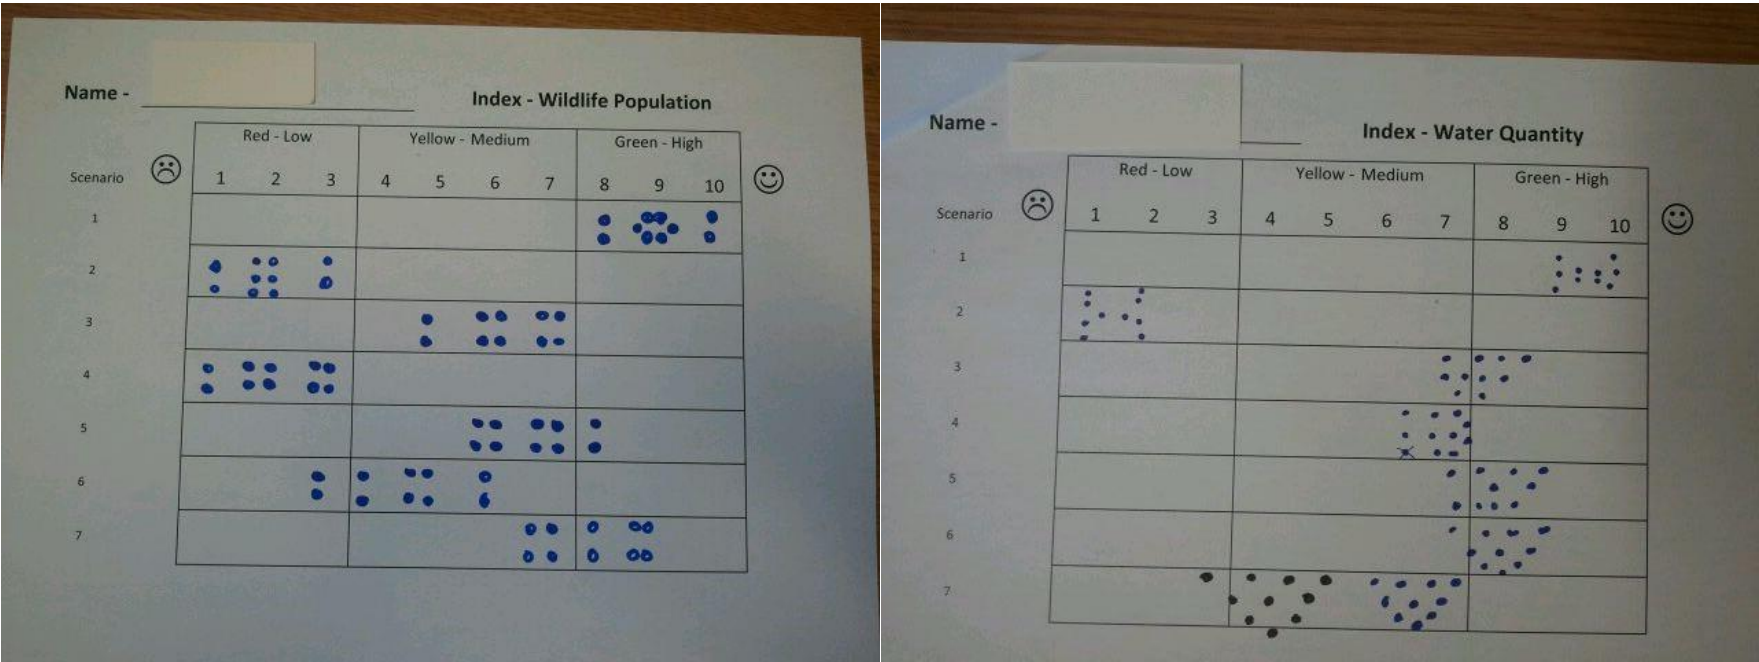 Name -
Index - Wildlife Population
Red - Low Yellow - Medium Green - High
Scenario 1 2 3 4 5 6 7 8 9 10
1
2
3
4
5
6
7
Name -
Index - Water Quantity
Red - Low Yellow - Medium Green - High
Scenario 1 2 3 4 5 6 7 8 9 10
1
2
3
4
5
6
7